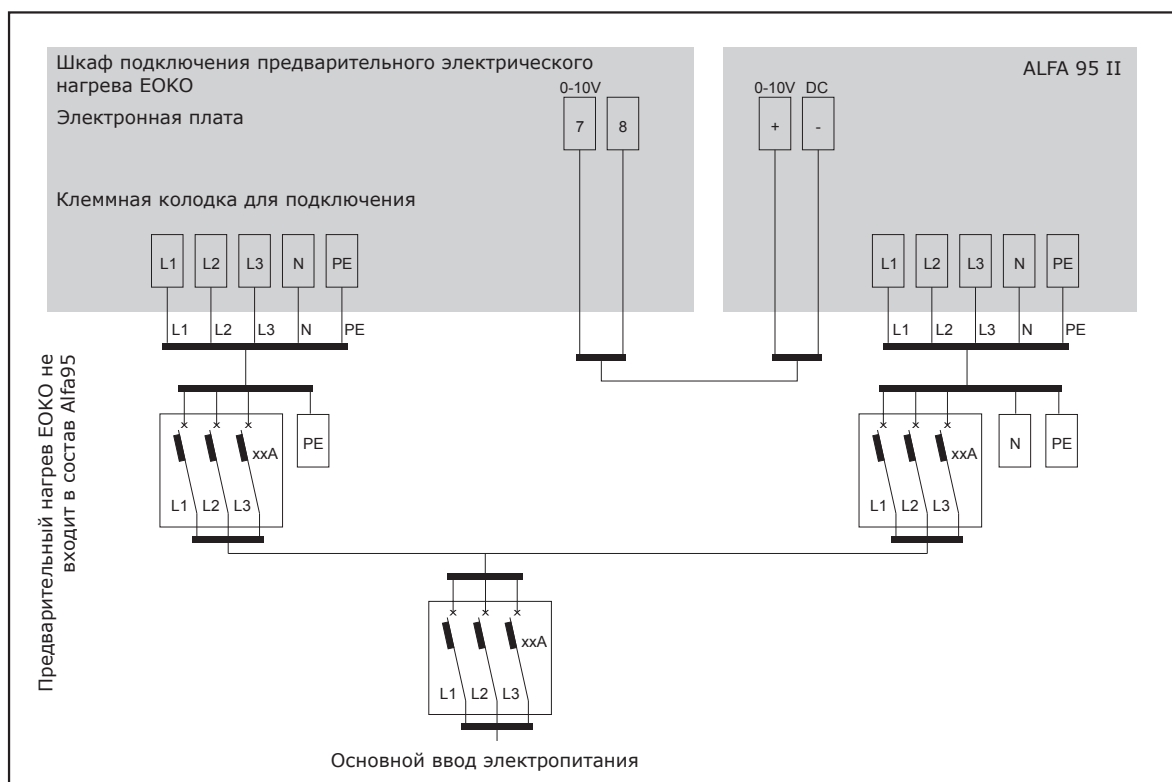 Шкаф подключения предварительного электрического
нагрева EOKO
ALFA 95 II
0-10V
0-10V DC
Электронная плата
7 8
+ -
Клеммная колодка для подключения
L1 L2 L3 N PE
L1 L2 L3 N PE
L1 L2 L3 N PE
L1 L2 L3 N PE
Предварительный нагрев EOKO не
входит в состав Alfa95
xxA
PE
L1 L2 L3
xxA
N PE
L1 L2 L3
xxA
L1 L2 L3
Основной ввод электропитания